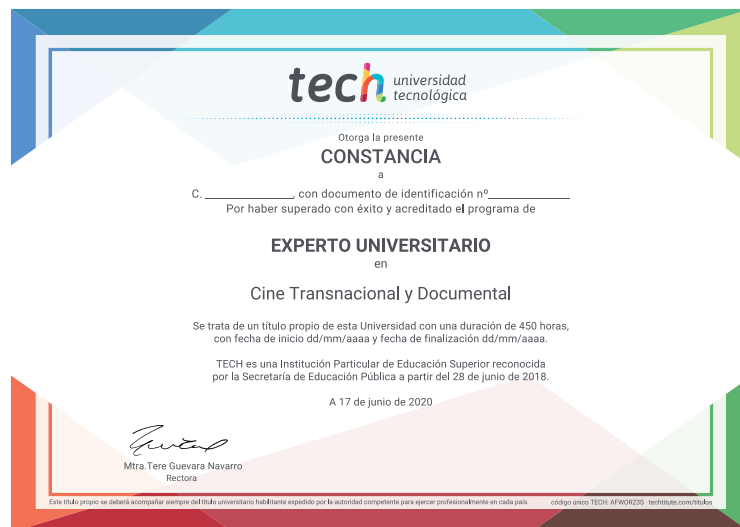 tech universidad
tecnológica
Otorga la presente
CONSTANCIA
a
C. ______________, con documento de identificación nº______________
Por haber superado con éxito y acreditado el programa de
EXPERTO UNIVERSITARIO
en
Cine Transnacional y Documental
Se trata de un título propio de esta Universidad con una duración de 450 horas,
con fecha de inicio dd/mm/aaaa y fecha de finalización dd/mm/aaaa.
TECH es una Institución Particular de Educación Superior reconocida
por la Secretaría de Educación Pública a partir del 28 de junio de 2018.
A 17 de junio de 2020
Mtra.Tere Guevara Navarro
Rectora
Este título propio se deberá acompañar siempre del título universitario habilitante expedido por la autoridad competente para ejercer profesionalmente en cada país. código único TECH: AFWOR23S techtitute.com/titulos